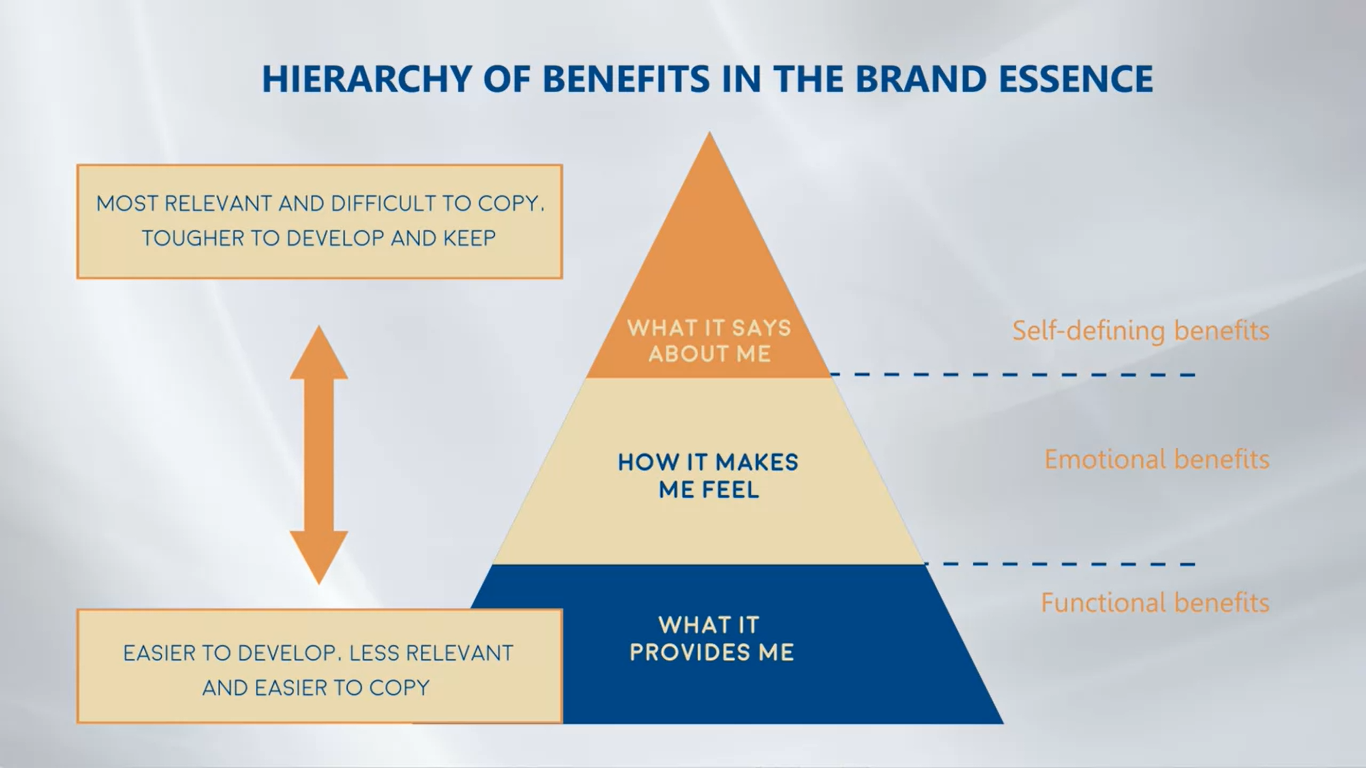 HIERARCHY OF BENEFITS IN THE BRAND ESSENCE
MOST RELEVANT AND DIFFICULT TO COPY.
TOUGHER TO DEVELOP AND KEEP
WHAT IT SAYS
ABOUT ME
Self-defining benefits
HOW IT MAKES
ME FEEL
Emotional benefits
Functional benefits
WHAT IT
PROVIDES ME
EASIER TO DEVELOP. LESS RELEVANT
AND EASIER TO COPY